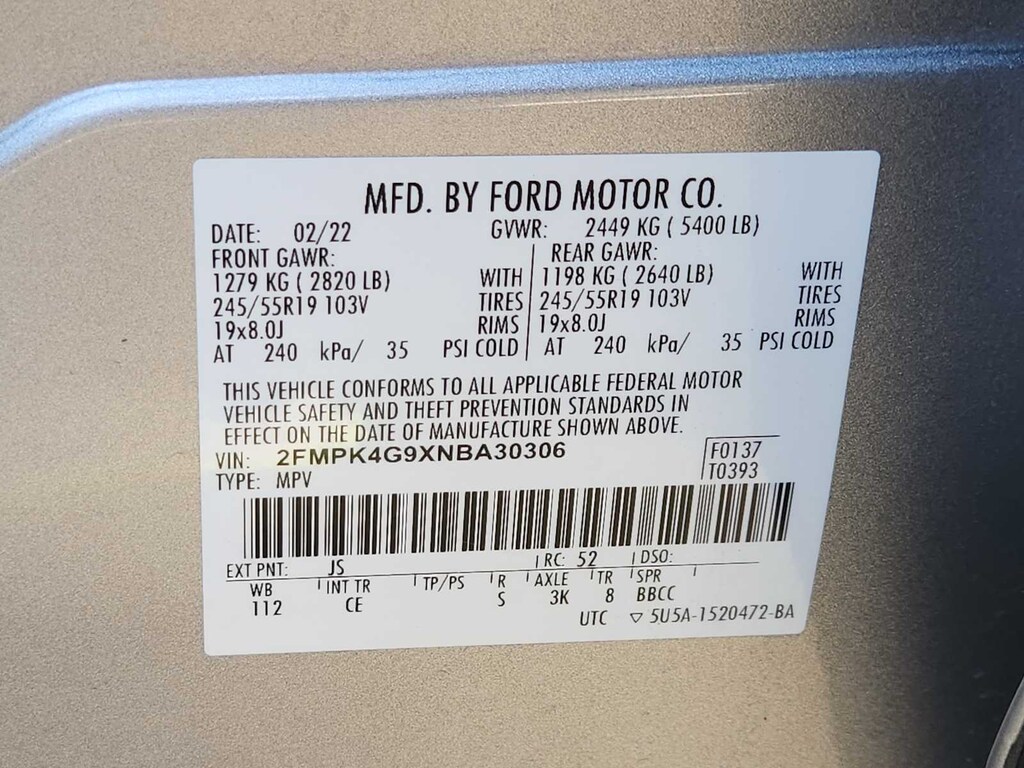 MFD. BY FORD MOTOR CO.
DATE: 02/22 GVWR: 2449 KG ( 5400 LB)
FRONT GAWR: REAR GAWR:
1279 KG ( 2820 LB) WITH 1198 KG ( 2640 LB) WITH
245/55R19 103V TIRES 245/55R19 103V TIRES
19x8.0J RIMS 19x8.0J RIMS
AT 240 kPa/ 35 PSI COLD AT 240 kPa/ 35 PSI COLD
THIS VEHICLE CONFORMS TO ALL APPLICABLE FEDERAL MOTOR
VEHICLE SAFETY AND THEFT PREVENTION STANDARDS IN
EFFECT ON THE DATE OF MANUFACTURE SHOWN ABOVE.
VIN: 2FMPK4G9XNBA30306 F0137
TYPE: MPV T0393
EXT PNT: JS RC: 52 DSO:
WB INT TR TP/PS R AXLE TR SPR
112 CE S 3K 8 BBCC
UTC ▽ 5U5A-1520472-BA